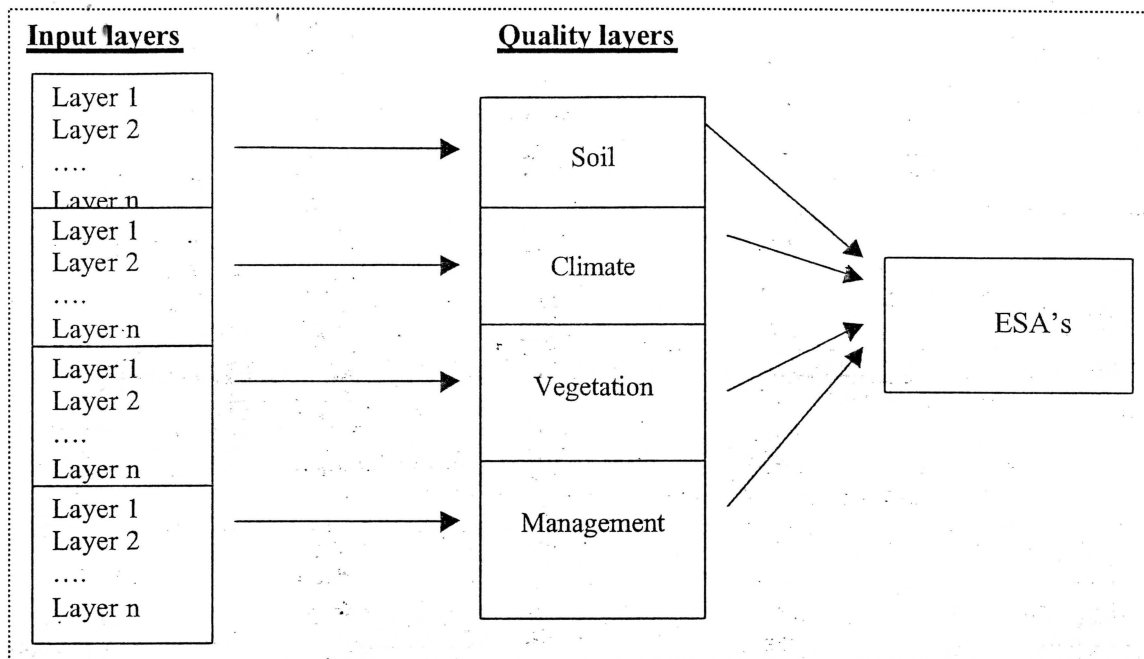 Input layers
Quality layers
Layer 1
Layer 2
….
Layer n
Layer 1
Layer 2
….
Layer n
Layer 1
Layer 2
….
Layer n
Layer 1
Layer 2
….
Layer n
Soil
Climate
Vegetation
Management
ESA's